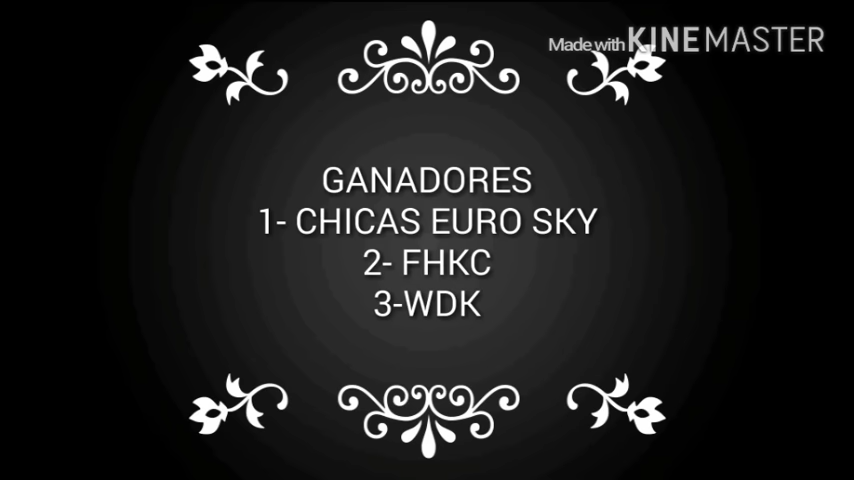 Made with KINEMASTER
GANADORES
1- CHICAS EURO SKY
2- FHKC
3-WDK